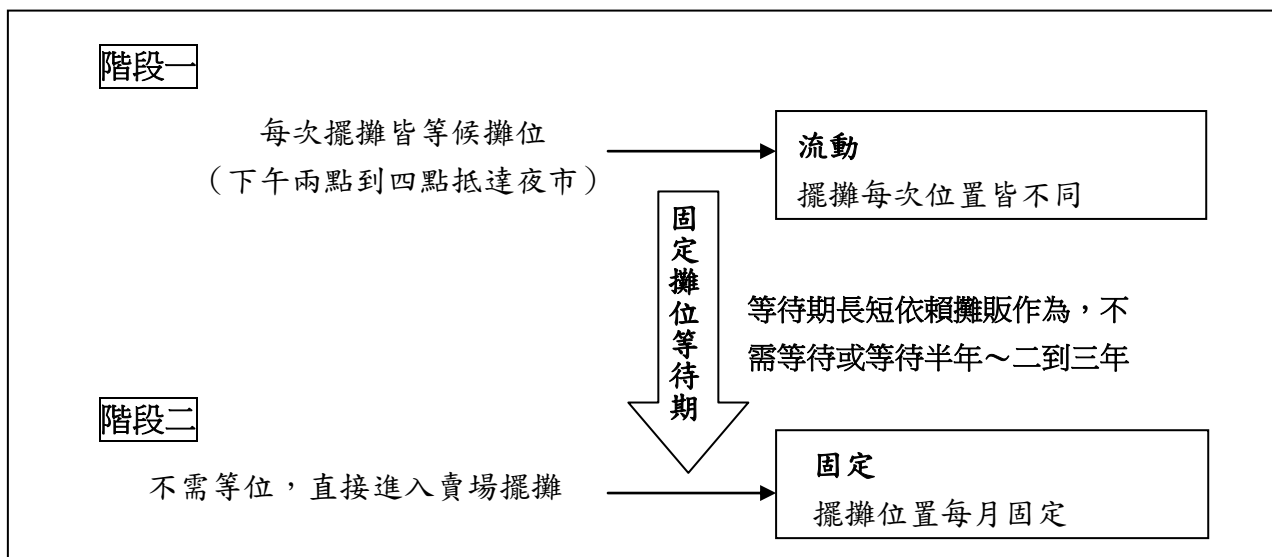 階段一
每次擺攤皆等候攤位
（下午兩點到四點抵達夜市）
流動
擺攤每次位置皆不同
固定攤位等待期
等待期長短依賴攤販作為，不
需等待或等待半年～二到三年
階段二
不需等位，直接進入賣場擺攤
固定
擺攤位置每月固定